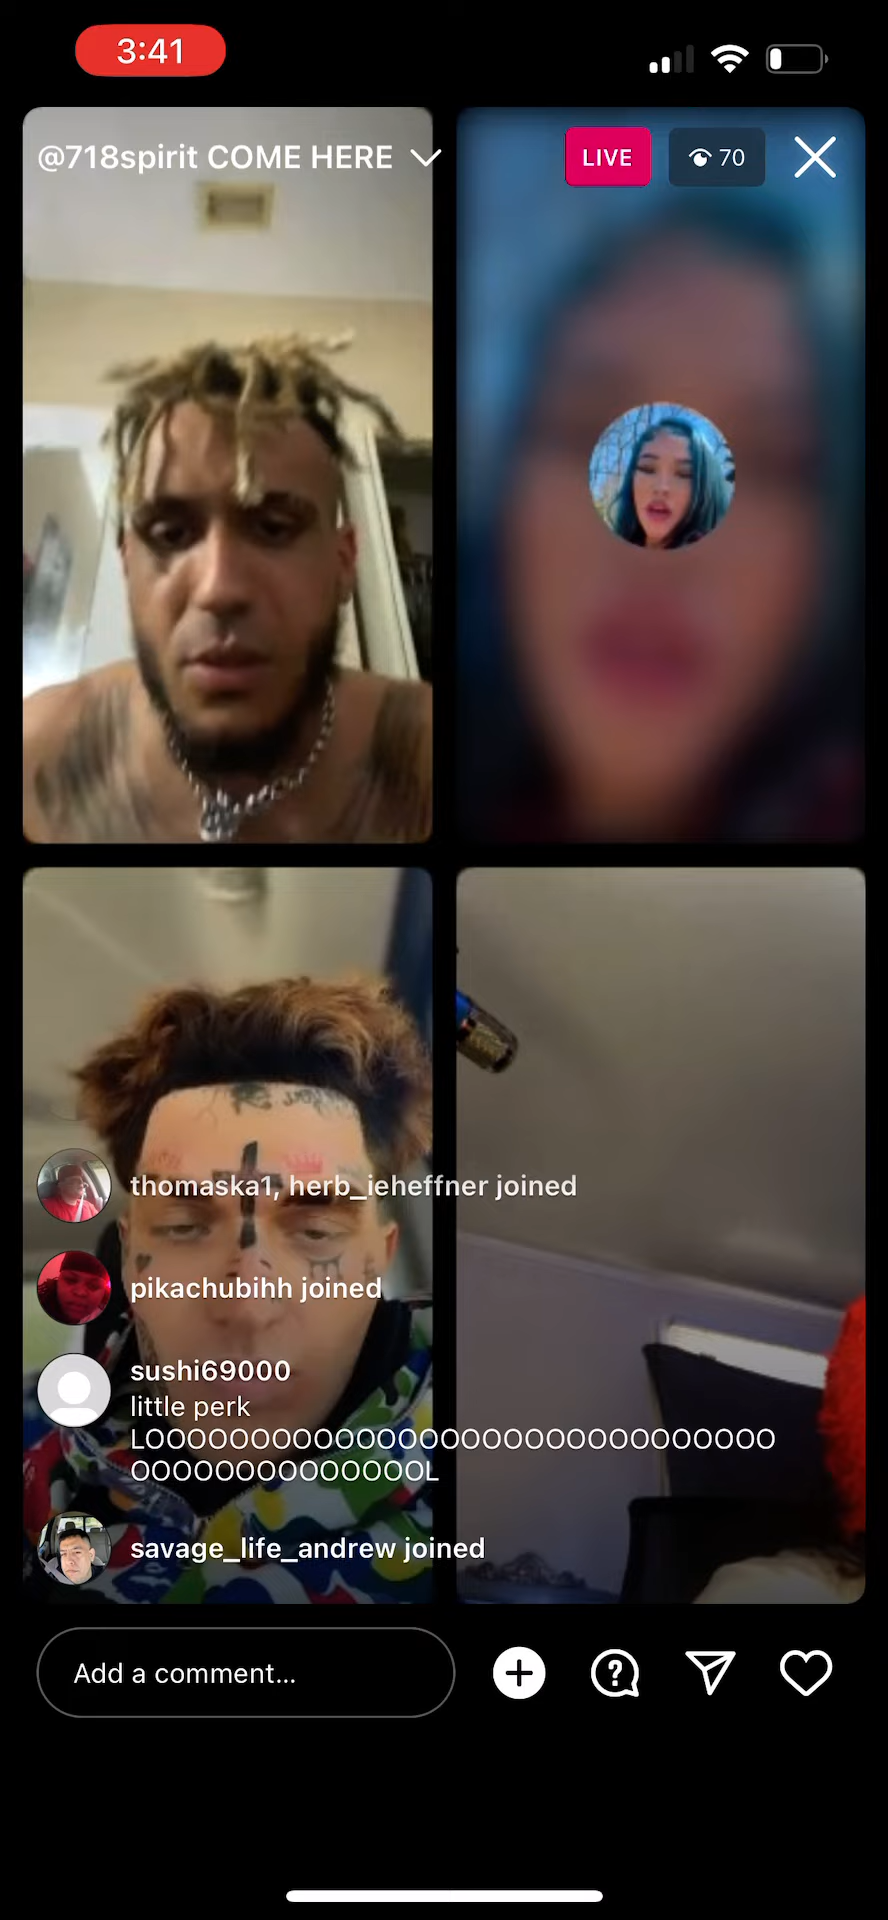 3:41
@718spirit COME HERE
LIVE
70
thomaska1, herb_ieheffner joined
pikachubihh joined
sushi69000
little perk
LOOOOOOOOOOOOOOOOOOOOOOOOOOOOOO
OOOOOOOOOOOOOOL
savage_life_andrew joined
Add a comment...